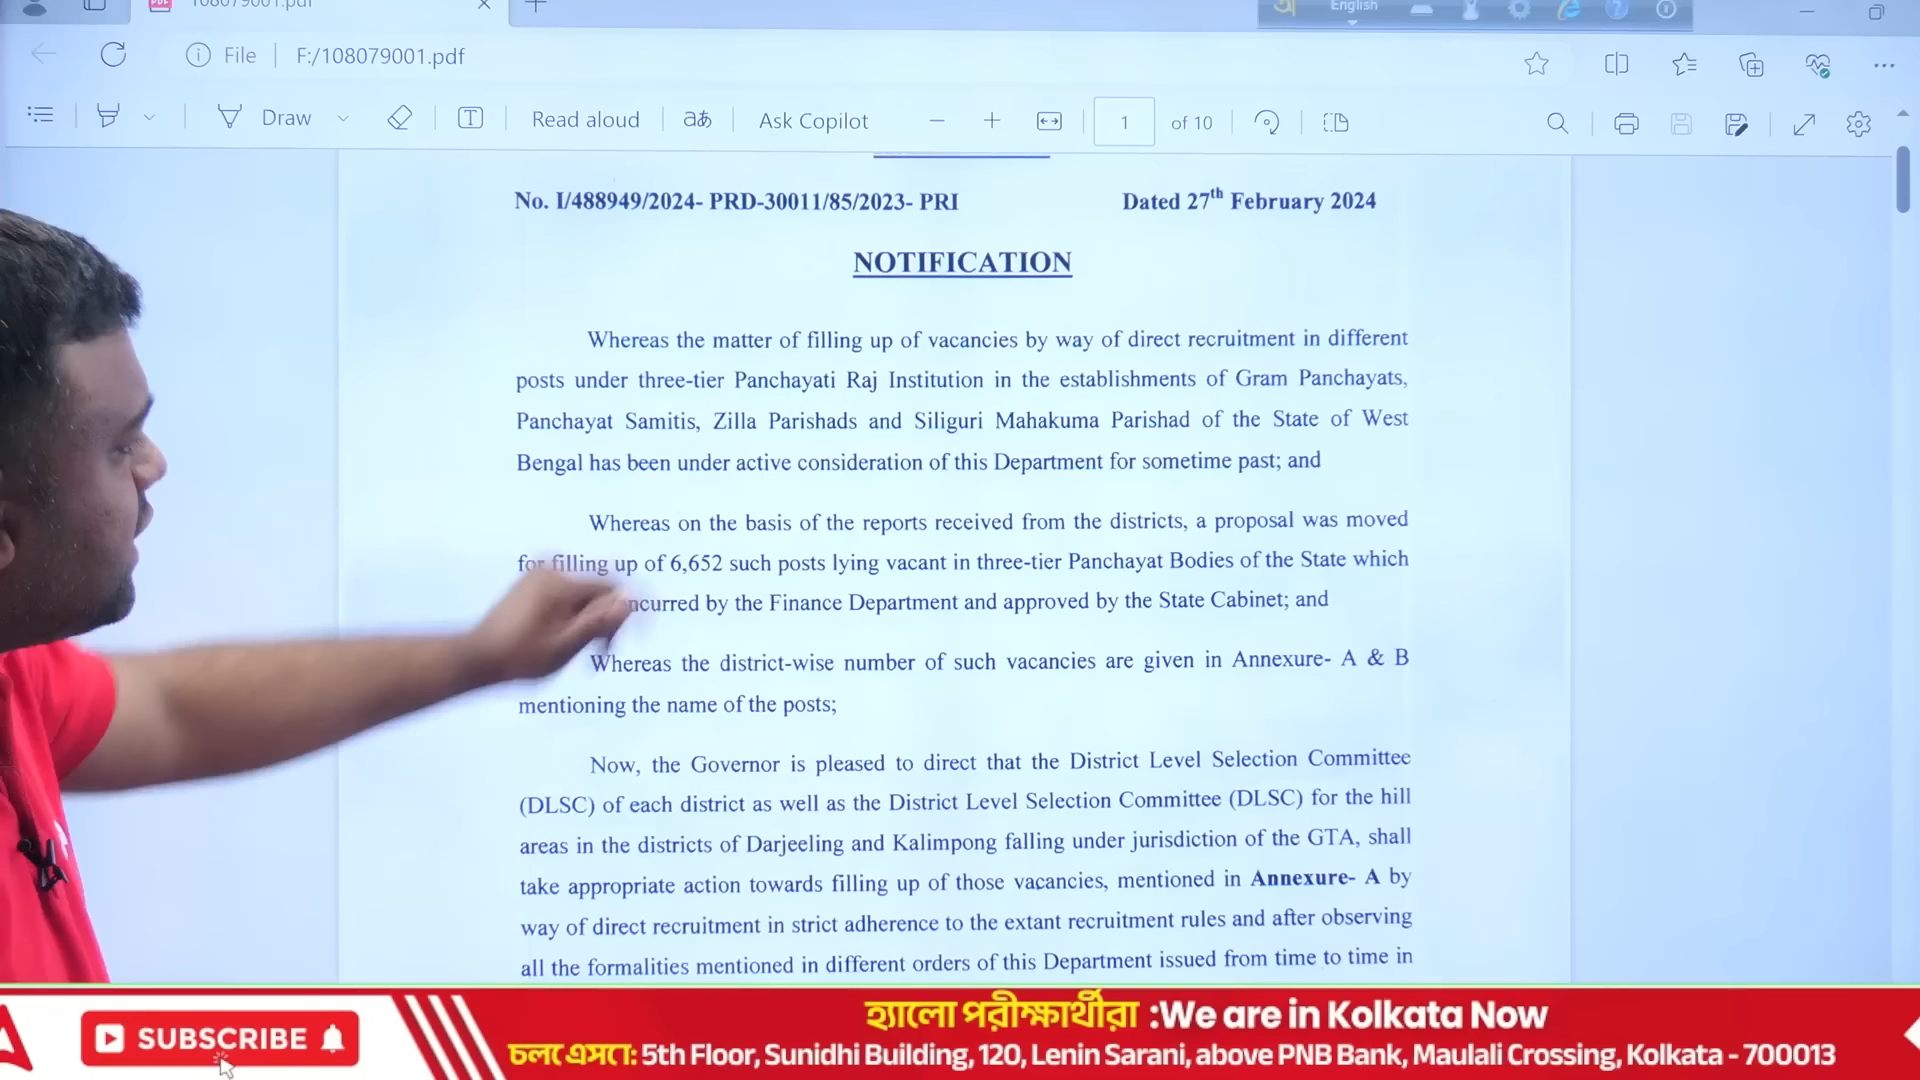 108079001.pdf
English
File
F:/108079001.pdf
Draw
Read aloud
aあ
Ask Copilot
1 of 10
No. I/488949/2024- PRD-30011/85/2023- PRI
Dated 27th February 2024
NOTIFICATION
Whereas the matter of filling up of vacancies by way of direct recruitment in different
posts under three-tier Panchayati Raj Institution in the establishments of Gram Panchayats,
Panchayat Samitis, Zilla Parishads and Siliguri Mahakuma Parishad of the State of West
Bengal has been under active consideration of this Department for sometime past; and
Whereas on the basis of the reports received from the districts, a proposal was moved
for filling up of 6,652 such posts lying vacant in three-tier Panchayat Bodies of the State which
by the Finance Department and approved by the State Cabinet; and
Whereas the district-wise number of such vacancies are given in Annexure- A & B
mentioning the name of the posts;
Now, the Governor is pleased to direct that the District Level Selection Committee
(DLSC) of each district as well as the District Level Selection Committee (DLSC) for the hill
areas in the districts of Darjeeling and Kalimpong falling under jurisdiction of the GTA, shall
take appropriate action towards filling up of those vacancies, mentioned in Annexure- A by
way of direct recruitment in strict adherence to the extant recruitment rules and after observing
all the formalities mentioned in different orders of this Department issued from time to time in
SUBSCRIBE
হ্যালো পরীক্ষার্থীরা :We are in Kolkata Now
চলে এসো: 5th Floor, Sunidhi Building, 120, Lenin Sarani, above PNB Bank, Maulali Crossing, Kolkata - 700013